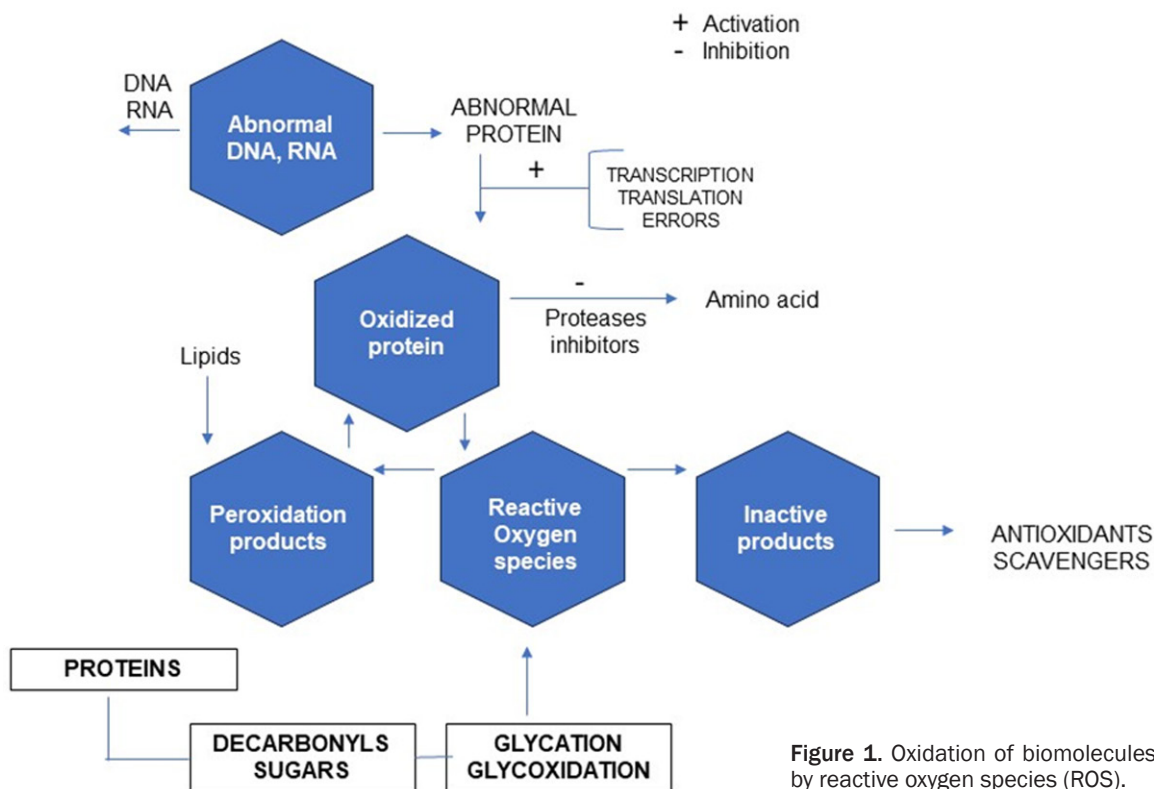 + Activation
- Inhibition
DNA
RNA
Abnormal
DNA, RNA
ABNORMAL
PROTEIN
+
TRANSCRIPTION
TRANSLATION
ERRORS
Oxidized
protein
-
Proteases
inhibitors
Amino acid
Lipids
Peroxidation
products
Reactive
Oxygen
species
Inactive
products
ANTIOXIDANTS
SCAVENGERS
PROTEINS
DECARBONYLS
SUGARS
GLYCATION
GLYCOXIDATION
Figure 1. Oxidation of biomolecules
by reactive oxygen species (ROS).